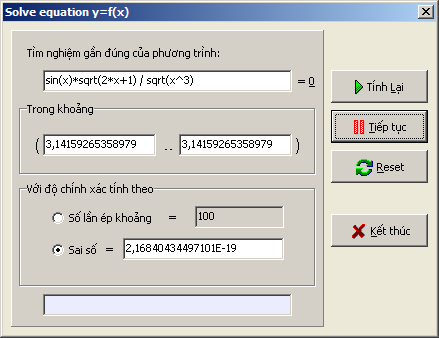 Solve equation y=f(x)
Tìm nghiệm gần đúng của phương trình:
sin(x)*sqrt(2*x+1) / sqrt(x^3) = 0
Tính Lại
Trong khoảng
Tiếp tục
( 3,14159265358979 .. 3,14159265358979 )
Reset
Với độ chính xác tính theo
Số lần ép khoảng = 100
Kết thúc
Sai số = 2,16840434497101E-19